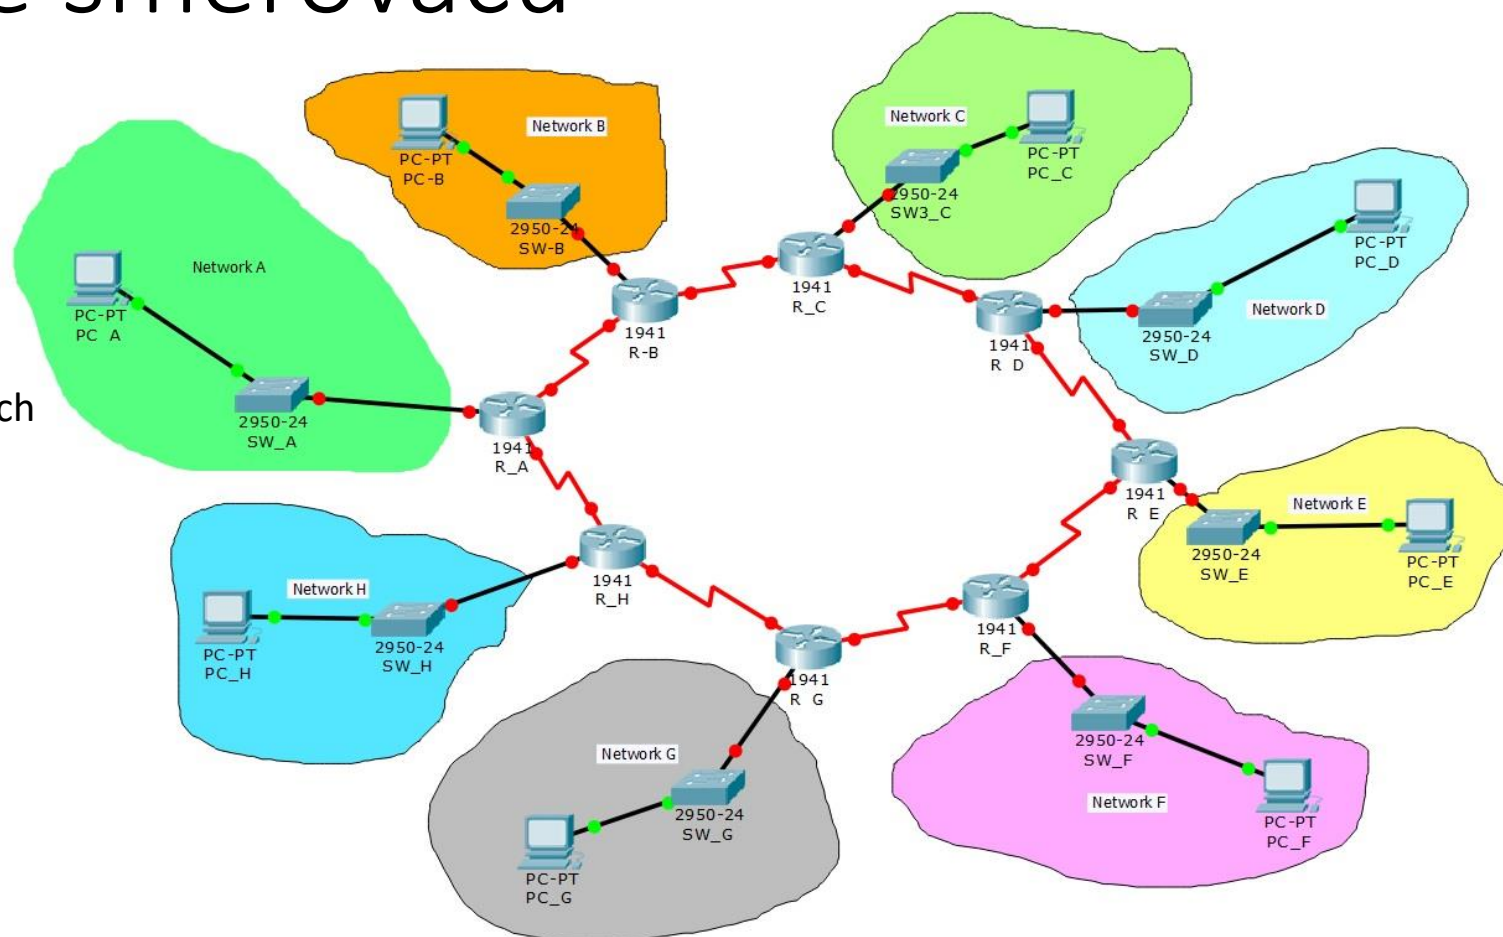 e smerovaču
ch
Network A
PC-PT
PC A
2950-24
SW_A
Network B
PC-PT
PC-B
2950-24
SW-B
1941
R-B
1941
R_A
Network C
PC-PT
PC_C
2950-24
SW3_C
1941
R_C
Network D
PC-PT
PC_D
2950-24
SW_D
1941
R D
Network E
PC-PT
PC_E
2950-24
SW_E
1941
R E
Network H
PC-PT
PC_H
2950-24
SW_H
1941
R_H
Network G
PC-PT
PC_G
2950-24
SW_G
1941
R G
1941
R_F
2950-24
SW_F
Network F
PC-PT
PC_F